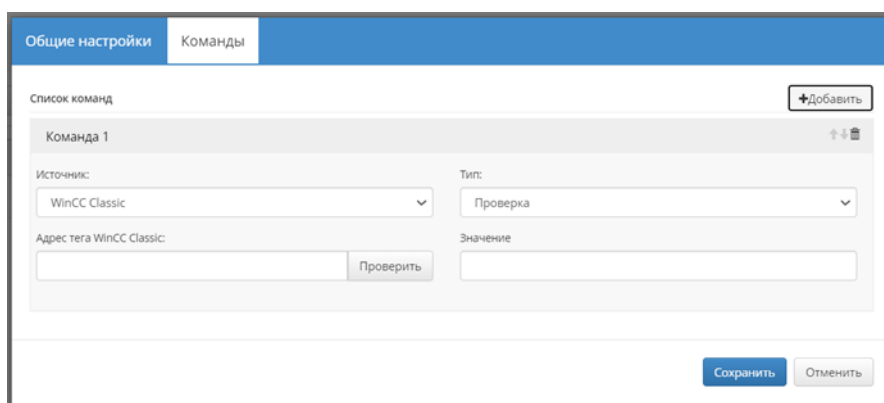 Общие настройки Команды
Список команд +Добавить
Команда 1
Источник: Тип:
WinCC Classic Проверка
Адрес тега WinCC Classic: Значение
Проверить
Сохранить Отменить